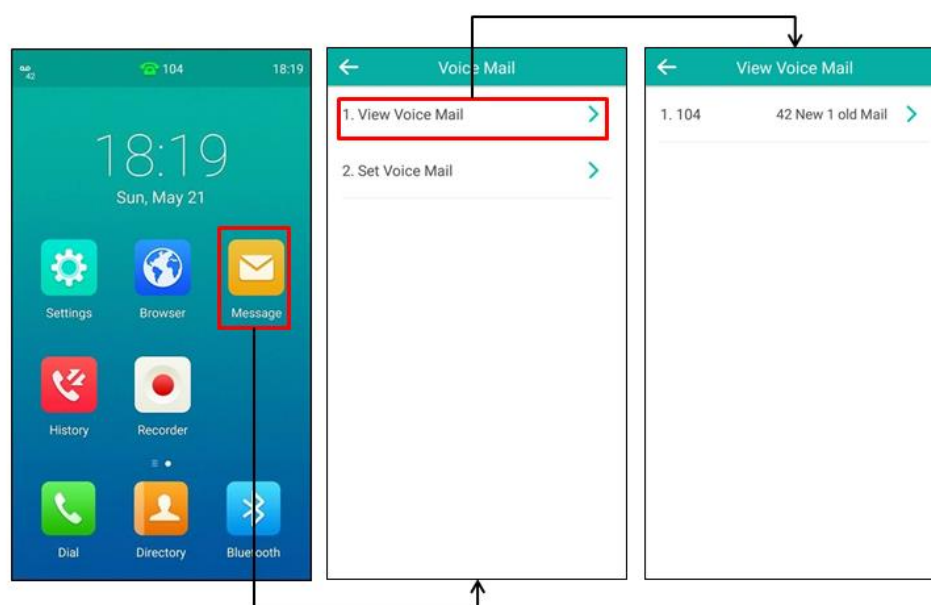 42
104
18:19
18:19
Sun, May 21
Settings
Browser
Message
History
Recorder
Dial
Directory
Bluetooth
Voice Mail
1. View Voice Mail
2. Set Voice Mail
View Voice Mail
1. 104 42 New 1 old Mail